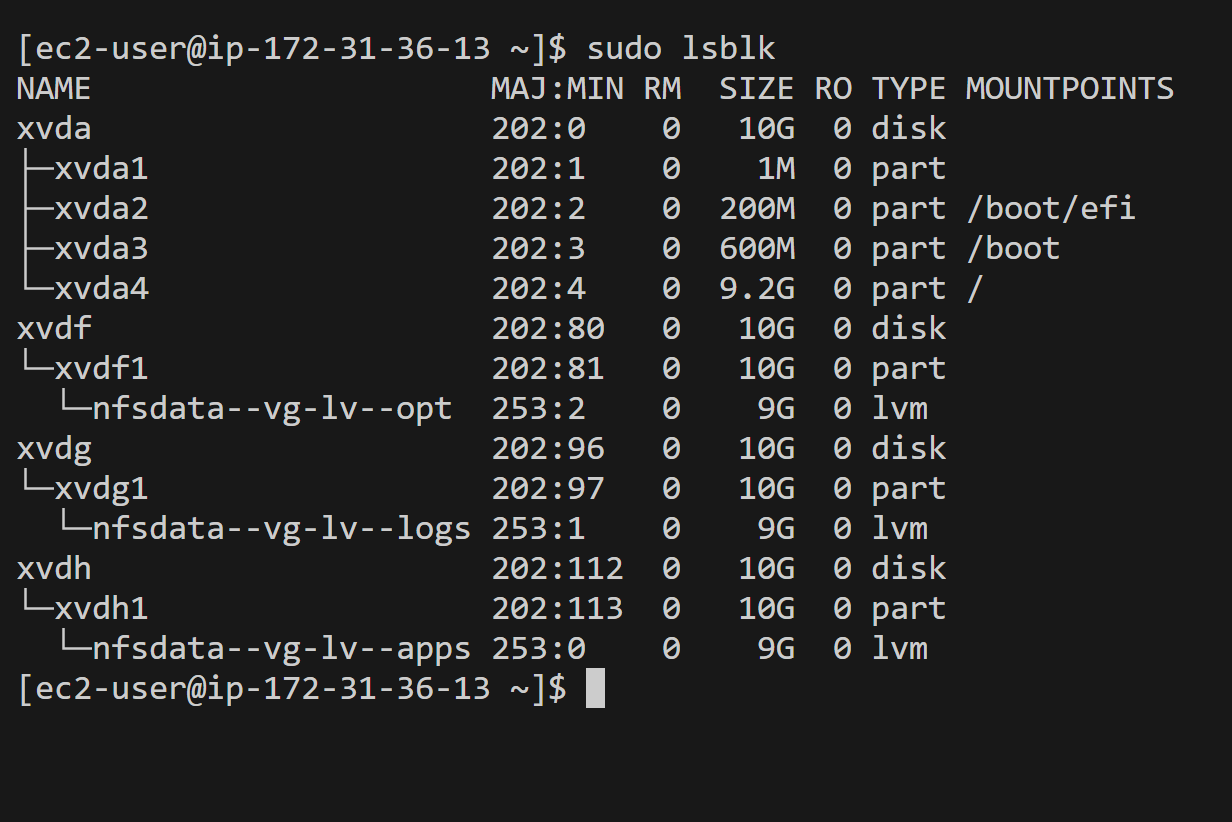 [ec2-user@ip-172-31-36-13 ~]$ sudo lsblk
NAME                     MAJ:MIN RM  SIZE RO TYPE MOUNTPOINTS
xvda                     202:0    0   10G  0 disk
├─xvda1                  202:1    0    1M  0 part
├─xvda2                  202:2    0  200M  0 part /boot/efi
├─xvda3                  202:3    0  600M  0 part /boot
└─xvda4                  202:4    0  9.2G  0 part /
xvdf                     202:80   0   10G  0 disk
└─xvdf1                  202:81   0   10G  0 part
  └─nfsdata--vg-lv--opt  253:2    0    9G  0 lvm
xvdg                     202:96   0   10G  0 disk
└─xvdg1                  202:97   0   10G  0 part
  └─nfsdata--vg-lv--logs 253:1    0    9G  0 lvm
xvdh                     202:112  0   10G  0 disk
└─xvdh1                  202:113  0   10G  0 part
  └─nfsdata--vg-lv--apps 253:0    0    9G  0 lvm
[ec2-user@ip-172-31-36-13 ~]$